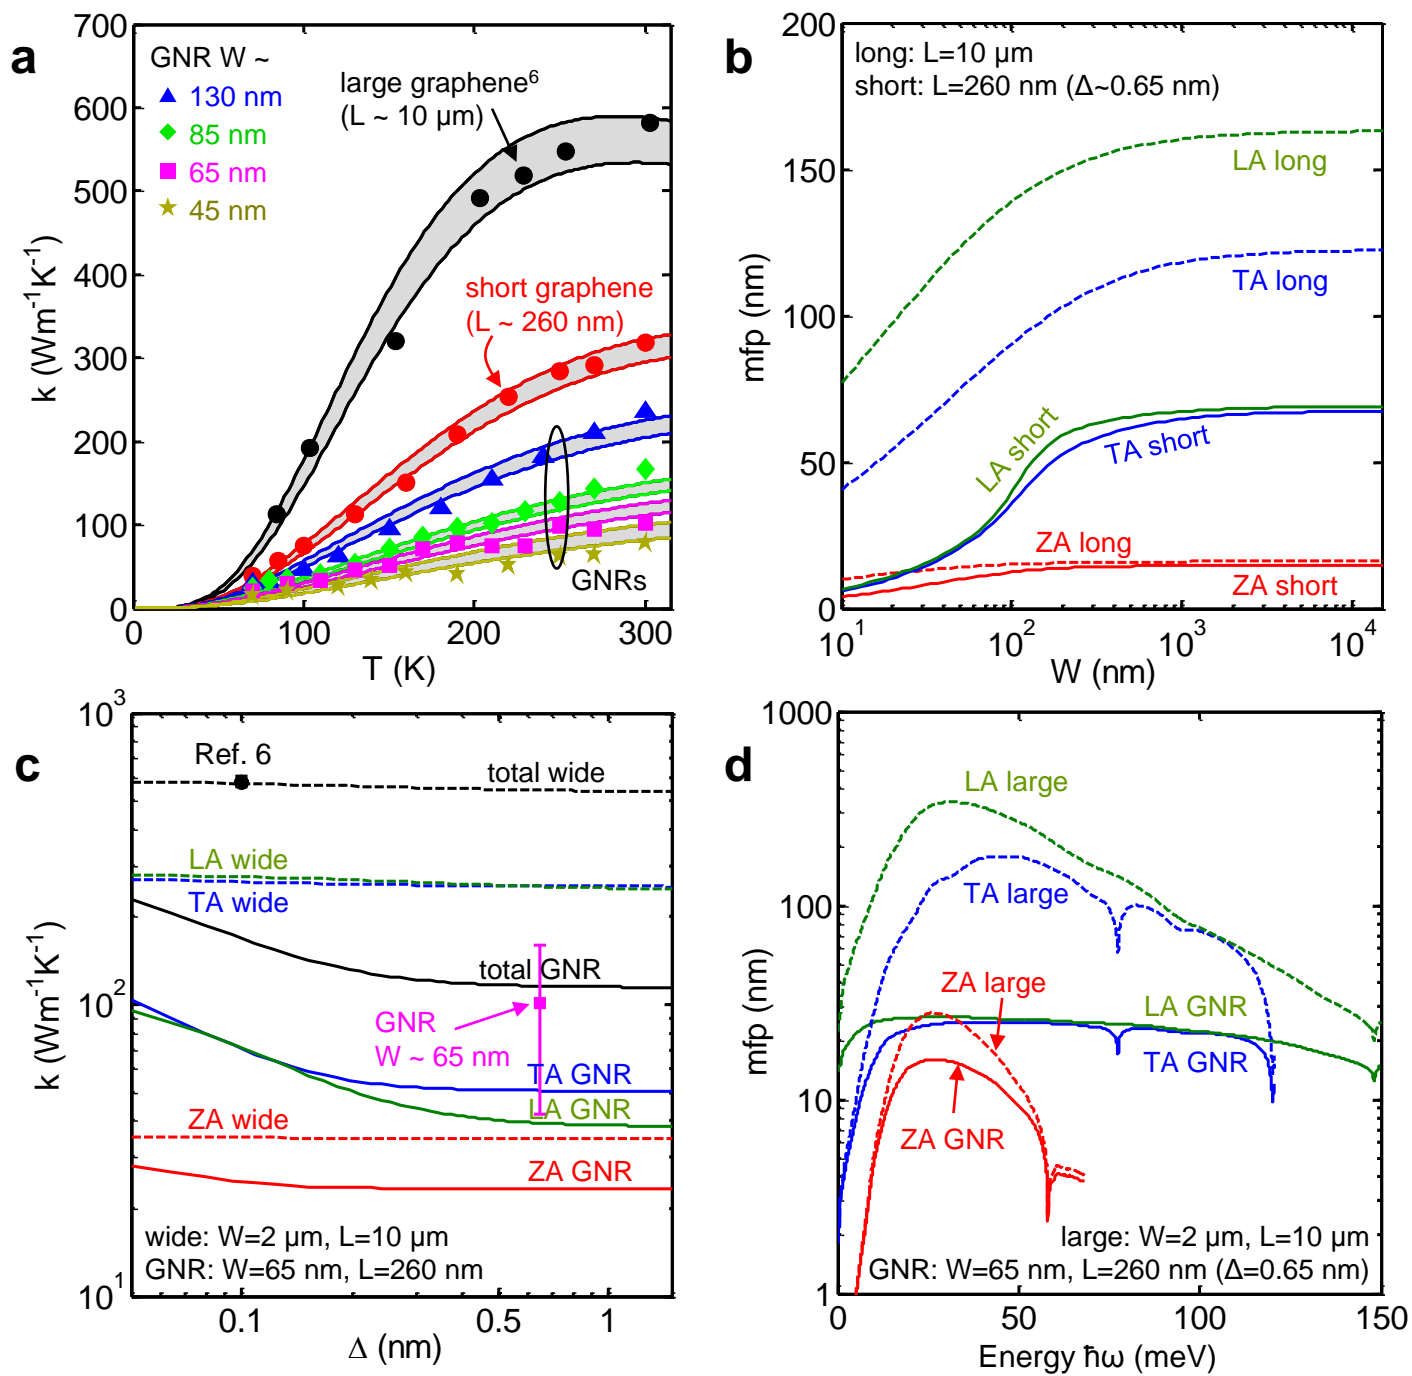 a
700
600
500
400
300
200
100
0
k (Wm⁻¹K⁻¹)
GNR W ~
130 nm
85 nm
65 nm
45 nm
large graphene⁶
(L ~ 10 µm)
short graphene
(L ~ 260 nm)
GNRs
0
100
200
300
T (K)
b
200
150
100
50
0
mfp (nm)
long: L=10 µm
short: L=260 nm (Δ~0.65 nm)
LA long
TA long
LA short
TA short
ZA long
ZA short
10¹
10²
10³
10⁴
W (nm)
c
10³
10²
10¹
k (Wm⁻¹K⁻¹)
Ref. 6
total wide
LA wide
TA wide
total GNR
GNR
W ~ 65 nm
TA GNR
LA GNR
ZA wide
ZA GNR
wide: W=2 µm, L=10 µm
GNR: W=65 nm, L=260 nm
0.1
0.5
1
Δ (nm)
d
1000
100
10
1
mfp (nm)
LA large
TA large
ZA large
LA GNR
TA GNR
ZA GNR
large: W=2 µm, L=10 µm
GNR: W=65 nm, L=260 nm (Δ=0.65 nm)
0
50
100
150
Energy ħω (meV)